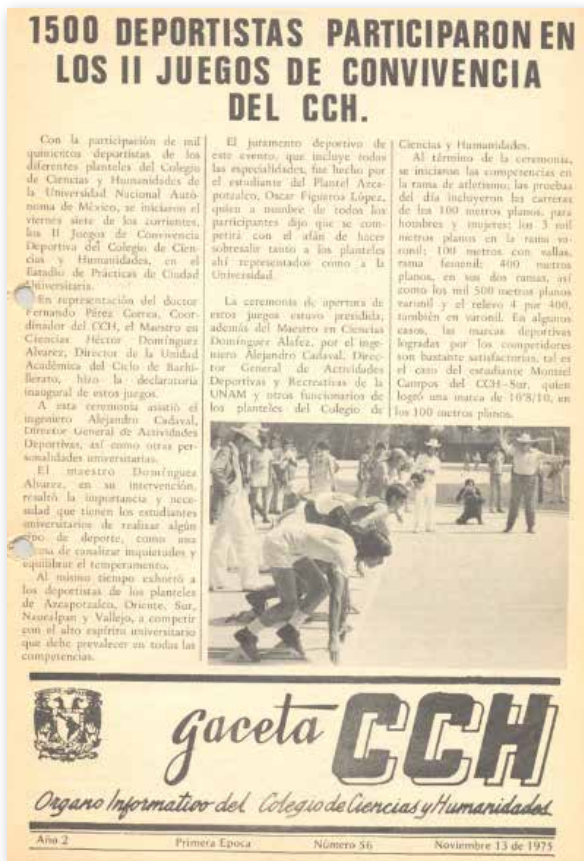 1500 DEPORTISTAS PARTICIPARON EN
LOS II JUEGOS DE CONVIVENCIA
DEL CCH.
Con la participación de mil
quinientos deportistas de los
diferentes planteles del Colegio
de Ciencias y Humanidades de
la Universidad Nacional Autó-
noma de México, se iniciaron el
viernes siete de los corrientes,
los II Juegos de Convivencia
Deportiva del Colegio de Cien-
cias y Humanidades, en el
Estadio de Prácticas de Ciudad
Universitaria.
En representación del doctor
Fernando Pérez Correa, Coor-
dinador del CCH, el Maestro en
Ciencias Héctor Domínguez
Alvarez, Director de la Unidad
Académica del Ciclo de Bachi-
llerato, hizo la declaratoria
inaugural de estos juegos.
A esta ceremonia asistió el
ingeniero Alejandro Cadaval,
Director General de Actividades
Deportivas, así como otras per-
sonalidades universitarias.
El maestro Domínguez
Alvarez, en su intervención,
resaltó la importancia y nece-
sidad que tienen los estudiantes
universitarios de realizar algún
tipo de deporte, como una
de canalizar inquietudes y
equilibrar el temperamento.
Al mismo tiempo exhortó a
los deportistas de los planteles
de Azcapotzalco, Oriente, Sur,
Naucalpan y Vallejo, a competir
con el alto espíritu universitario
que debe prevalecer en todas las
competencias.
El juramento deportivo de
este evento, que incluye todas
las especialidades, fue hecho por
el estudiante del Plantel Azca-
potzalco, Oscar Figueroa López,
quien a nombre de todos los
participantes dijo que se com-
petirá con el afán de hacer
sobresalir tanto a los planteles
ahí representados como a la
Universidad.
La ceremonia de apertura de
estos juegos estuvo presidida,
además del Maestro en Ciencias
Domínguez Alafez, por el inge-
niero Alejandro Cadaval, Direc-
tor General de Actividades
Deportivas y Recreativas de la
UNAM y otros funcionarios de
los planteles del Colegio de
Ciencias y Humanidades.
Al término de la ceremonia,
se iniciaron las competencias en
la rama de atletismo; las pruebas
del día incluyeron las carreras
de los 100 metros planos, para
hombres y mujeres; los 3 mil
metros planos en la rama va-
ronil; 100 metros con vallas,
rama femenil; 400 metros
planos, en sus dos ramas, así
como los mil 500 metros planos
varonil y el relevo 4 por 400,
también en varonil. En algunos
casos, las marcas deportivas
logradas por los competidores
son bastante satisfactorias, tal es
el caso del estudiante Montiel
Campos del CCH-Sur, quien
logró una marca de 10'8/10, en
los 100 metros planos.
gaceta CCH
Organo Informativo del Colegio de Ciencias y Humanidades
Año 2 Primera Epoca Número 56 Noviembre 13 de 1975